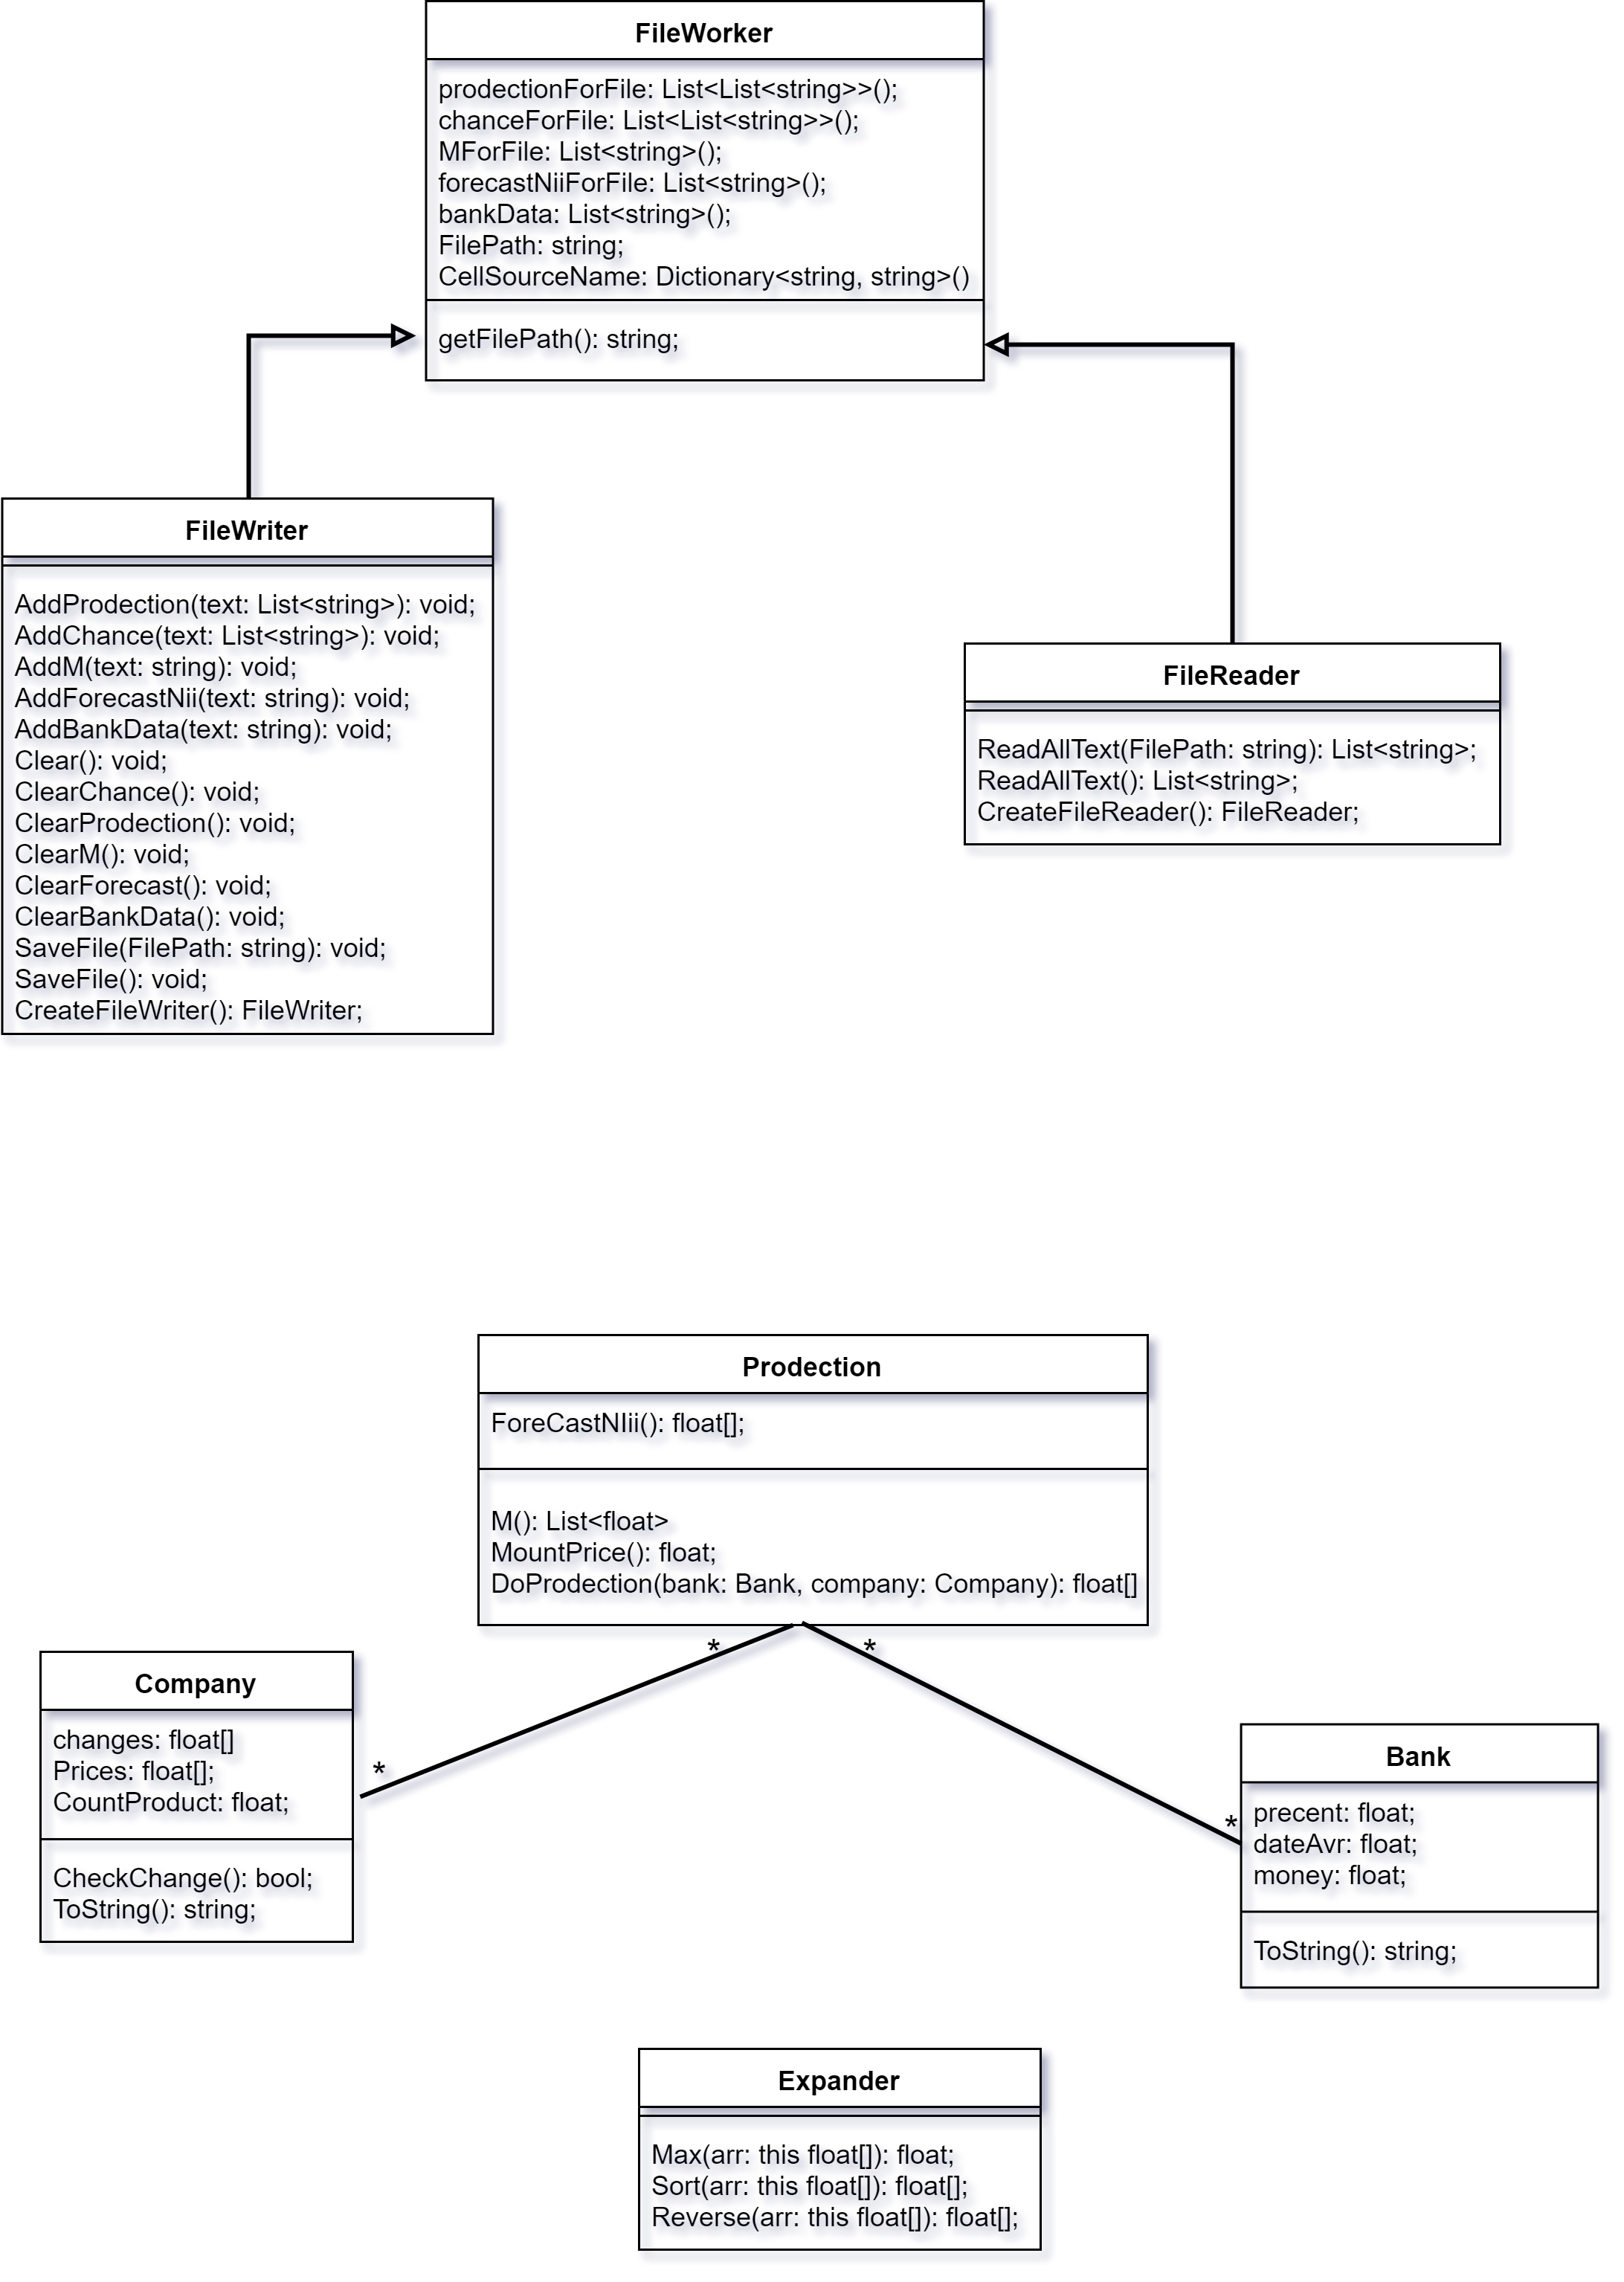 FileWorker
prodectionForFile: List<List<string>>();
chanceForFile: List<List<string>>();
MForFile: List<string>();
forecastNiiForFile: List<string>();
bankData: List<string>();
FilePath: string;
CellSourceName: Dictionary<string, string>()
getFilePath(): string;
FileWriter
AddProdection(text: List<string>): void;
AddChance(text: List<string>): void;
AddM(text: string): void;
AddForecastNii(text: string): void;
AddBankData(text: string): void;
Clear(): void;
ClearChance(): void;
ClearProdection(): void;
ClearM(): void;
ClearForecast(): void;
ClearBankData(): void;
SaveFile(FilePath: string): void;
SaveFile(): void;
CreateFileWriter(): FileWriter;
FileReader
ReadAllText(FilePath: string): List<string>;
ReadAllText(): List<string>;
CreateFileReader(): FileReader;
Prodection
ForeCastNIii(): float[];
M(): List<float>
MountPrice(): float;
DoProdection(bank: Bank, company: Company): float[]
*
*
*
*
Company
changes: float[]
Prices: float[];
CountProduct: float;
CheckChange(): bool;
ToString(): string;
Bank
precent: float;
dateAvr: float;
money: float;
ToString(): string;
Expander
Max(arr: this float[]): float;
Sort(arr: this float[]): float[];
Reverse(arr: this float[]): float[];